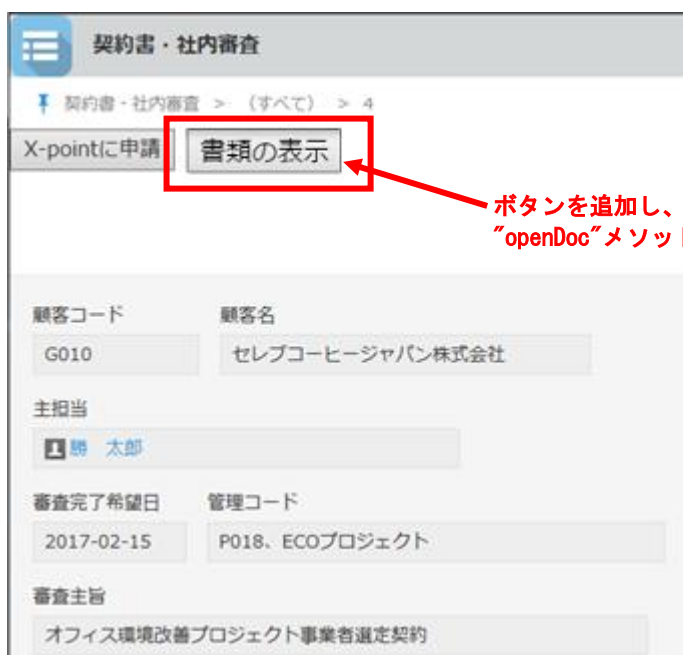 契約書・社内審査
契約書・社内審査 > (すべて) > 4
X-pointに申請 書類の表示
ボタンを追加し、
"openDoc"メソッ
顧客コード 顧客名
G010 セレブコーヒージャパン株式会社
主担当
勝 太郎
審査完了希望日 管理コード
2017-02-15 P018、ECOプロジェクト
審査主旨
オフィス環境改善プロジェクト事業者選定契約